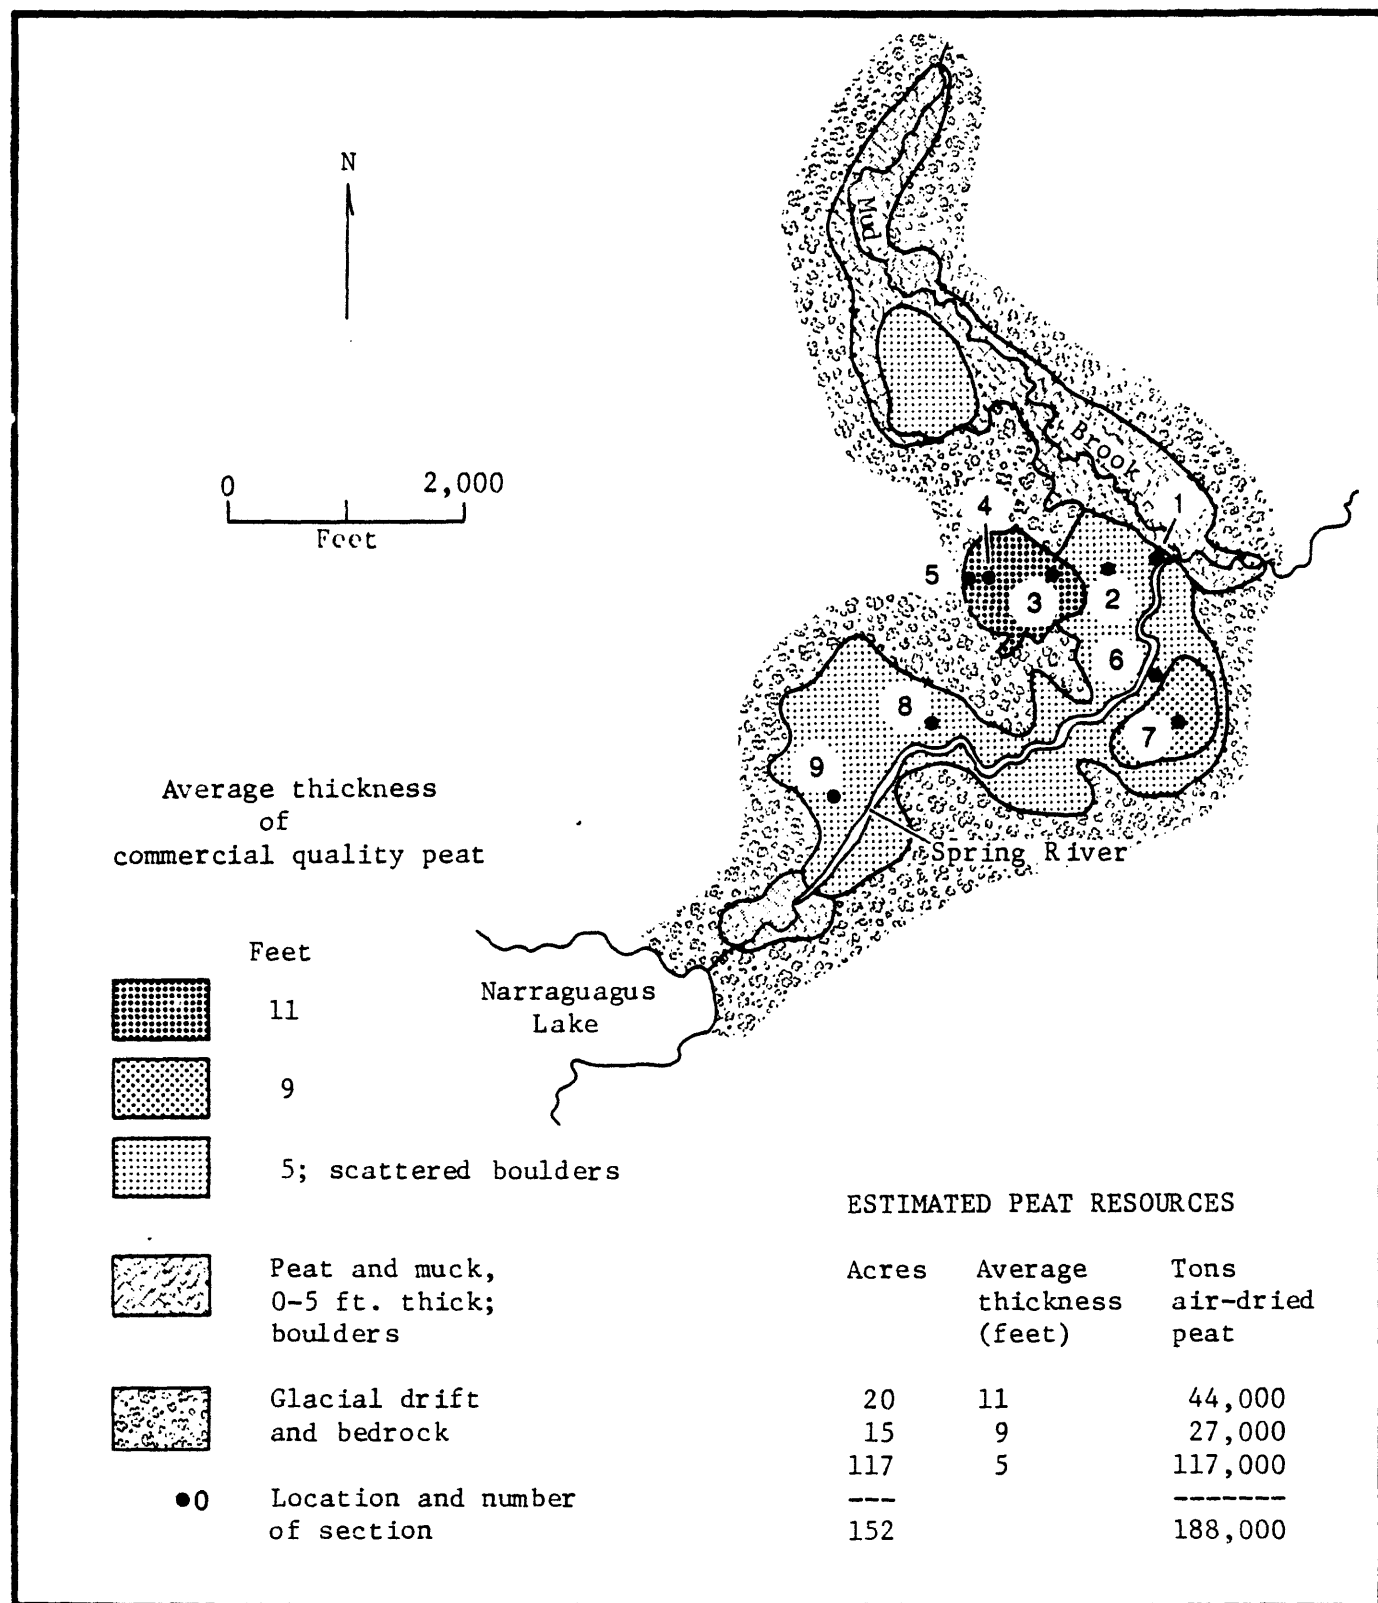 N
Mud
Brook
0 2,000
Feet
4
1
5
3
2
6
8
7
9
Spring River
Average thickness
of
commercial quality peat
Feet
11
9
5; scattered boulders
Peat and muck,
0-5 ft. thick;
boulders
Glacial drift
and bedrock
●0 Location and number
of section
Narraguagus
Lake
ESTIMATED PEAT RESOURCES
Acres Average Tons
thickness air-dried
(feet) peat
20 11 44,000
15 9 27,000
117 5 117,000
--- -------
152 188,000